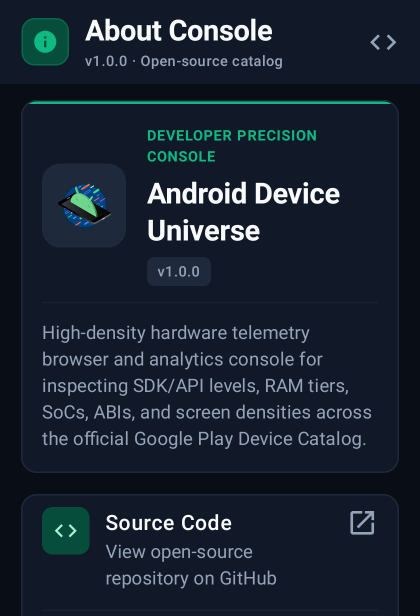 About Console
v1.0.0 · Open-source catalog
DEVELOPER PRECISION
CONSOLE
Android Device
Universe
v1.0.0
High-density hardware telemetry
browser and analytics console for
inspecting SDK/API levels, RAM tiers,
SoCs, ABIs, and screen densities across
the official Google Play Device Catalog.
Source Code
View open-source
repository on GitHub